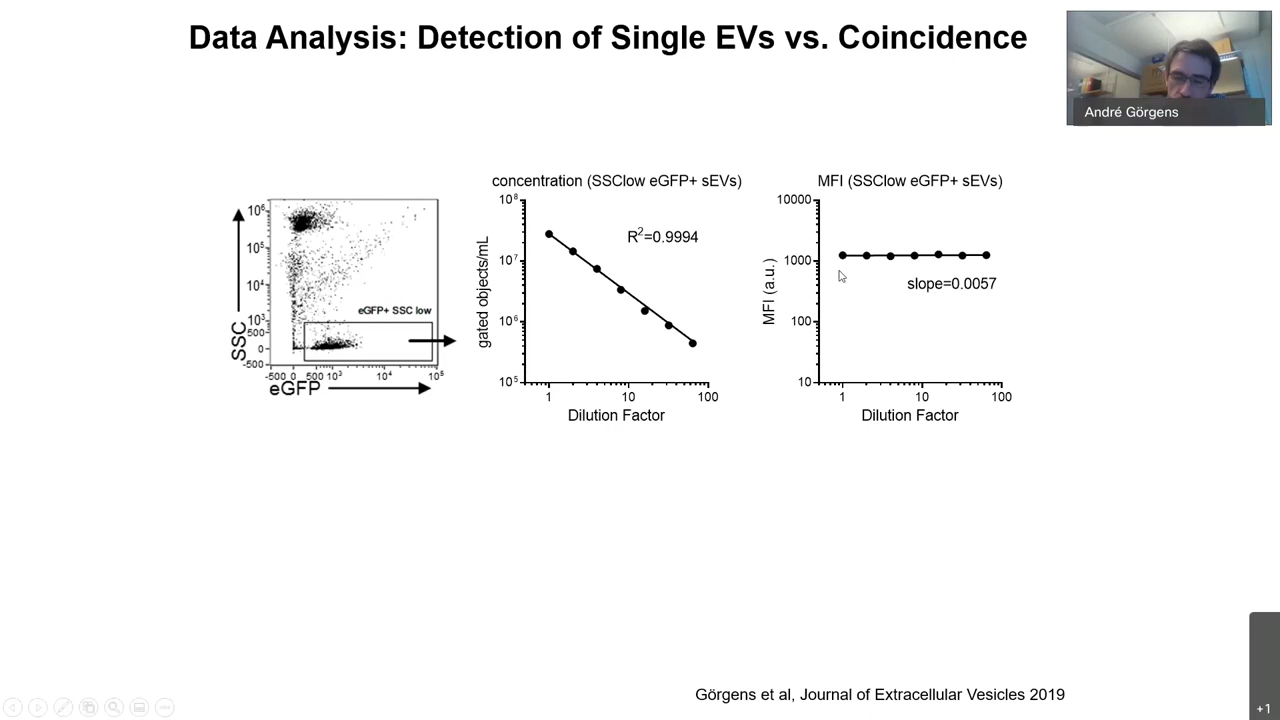 Data Analysis: Detection of Single EVs vs. Coincidence
André Görgens
SSC
10⁶
10⁵
10⁴
10³
500
0
-500
eGFP+ SSC low
-500 0 500 10³ 10⁴ 10⁵
eGFP
concentration (SSClow eGFP+ sEVs)
gated objects/mL
10⁸
10⁷
10⁶
10⁵
R²=0.9994
1 10 100
Dilution Factor
MFI (SSClow eGFP+ sEVs)
MFI (a.u.)
10000
1000
100
10
slope=0.0057
1 10 100
Dilution Factor
Görgens et al, Journal of Extracellular Vesicles 2019
+1